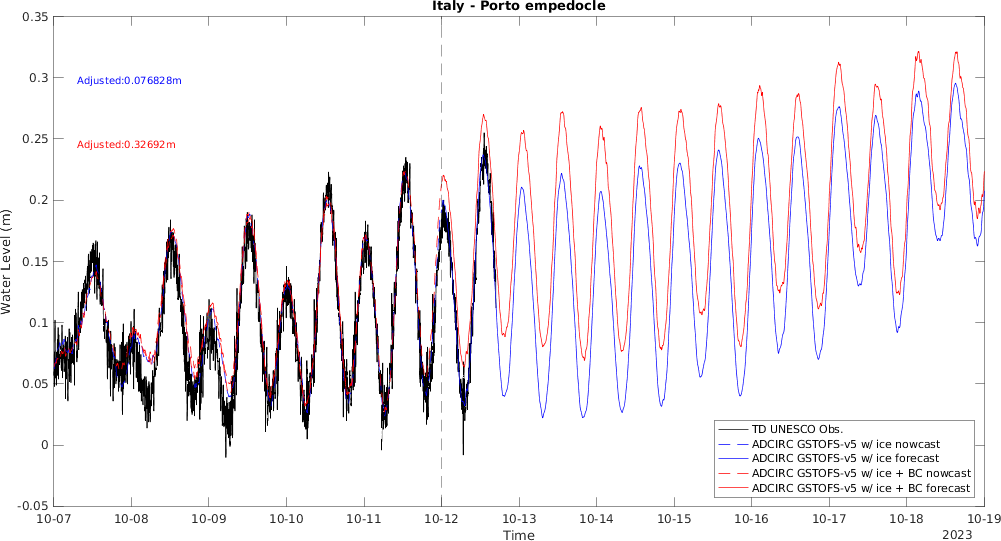 Italy - Porto empedocle
0.35
0.3
0.25
0.2
0.15
0.1
0.05
0
-0.05
Water Level (m)
Adjusted:0.076828m
Adjusted:0.32692m
TD UNESCO Obs.
ADCIRC GSTOFS-v5 w/ ice nowcast
ADCIRC GSTOFS-v5 w/ ice forecast
ADCIRC GSTOFS-v5 w/ ice + BC nowcast
ADCIRC GSTOFS-v5 w/ ice + BC forecast
10-07 10-08 10-09 10-10 10-11 10-12 10-13 10-14 10-15 10-16 10-17 10-18 10-19
Time
2023